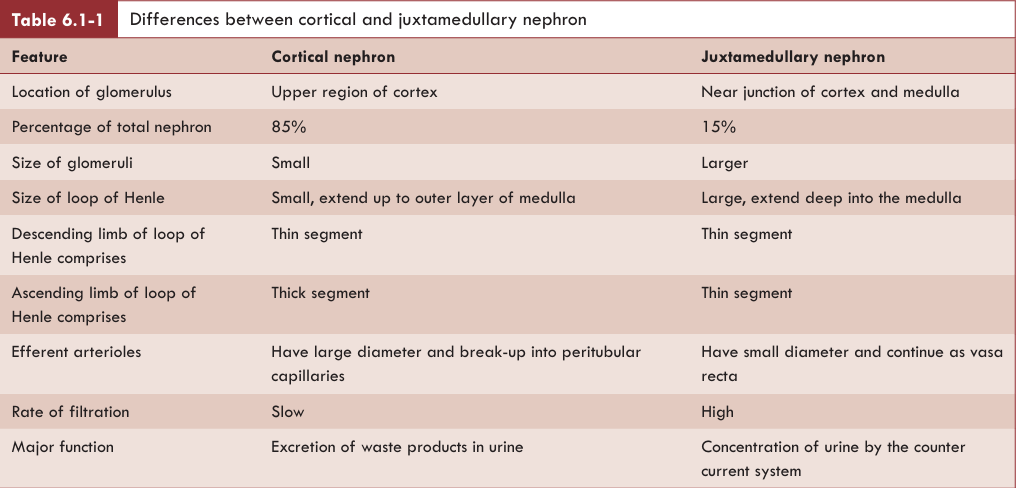 Table 6.1-1 Differences between cortical and juxtamedullary nephron
Feature Cortical nephron Juxtamedullary nephron
Location of glomerulus Upper region of cortex Near junction of cortex and medulla
Percentage of total nephron 85% 15%
Size of glomeruli Small Larger
Size of loop of Henle Small, extend up to outer layer of medulla Large, extend deep into the medulla
Descending limb of loop of Thin segment Thin segment
Henle comprises
Ascending limb of loop of Thick segment Thin segment
Henle comprises
Efferent arterioles Have large diameter and break-up into peritubular Have small diameter and continue as vasa
capillaries recta
Rate of filtration Slow High
Major function Excretion of waste products in urine Concentration of urine by the counter
current system